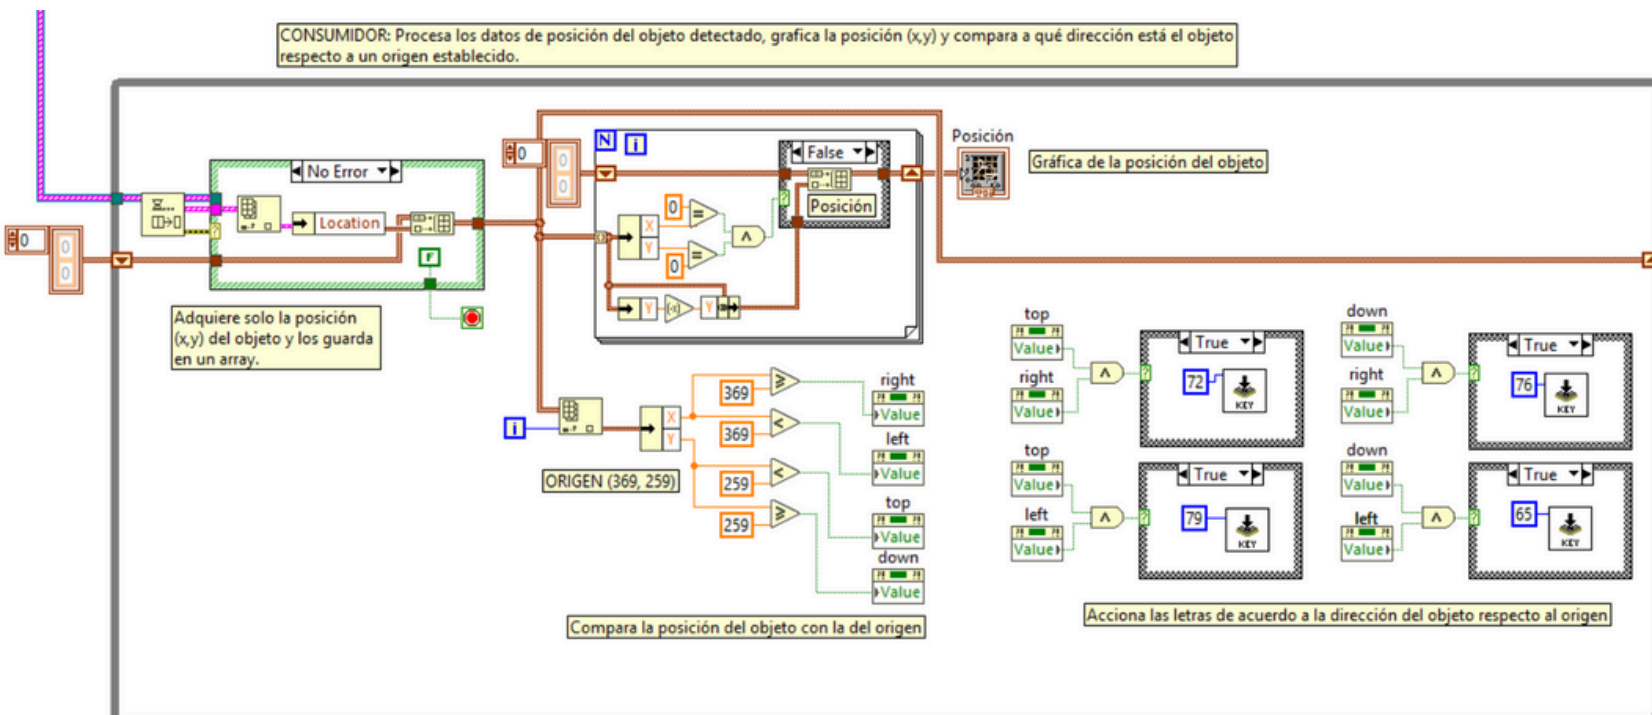 CONSUMIDOR: Procesa los datos de posición del objeto detectado, grafica la posición (x,y) y compara a qué dirección está el objeto
respecto a un origen establecido.
No Error
Location
F
0
0
0
Adquiere solo la posición
(x,y) del objeto y los guarda
en un array.
0
0
0
N
i
False
Posición
X
Y
0
=
0
=
Y
(-x)
Y
Posición
Gráfica de la posición del objeto
i
X
Y
ORIGEN (369, 259)
369
≥
369
<
259
<
259
≥
right
Value
left
Value
top
Value
down
Value
Compara la posición del objeto con la del origen
top
Value
right
Value
True
72
KEY
down
Value
right
Value
True
76
KEY
top
Value
left
Value
True
79
KEY
down
Value
left
Value
True
65
KEY
Acciona las letras de acuerdo a la dirección del objeto respecto al origen